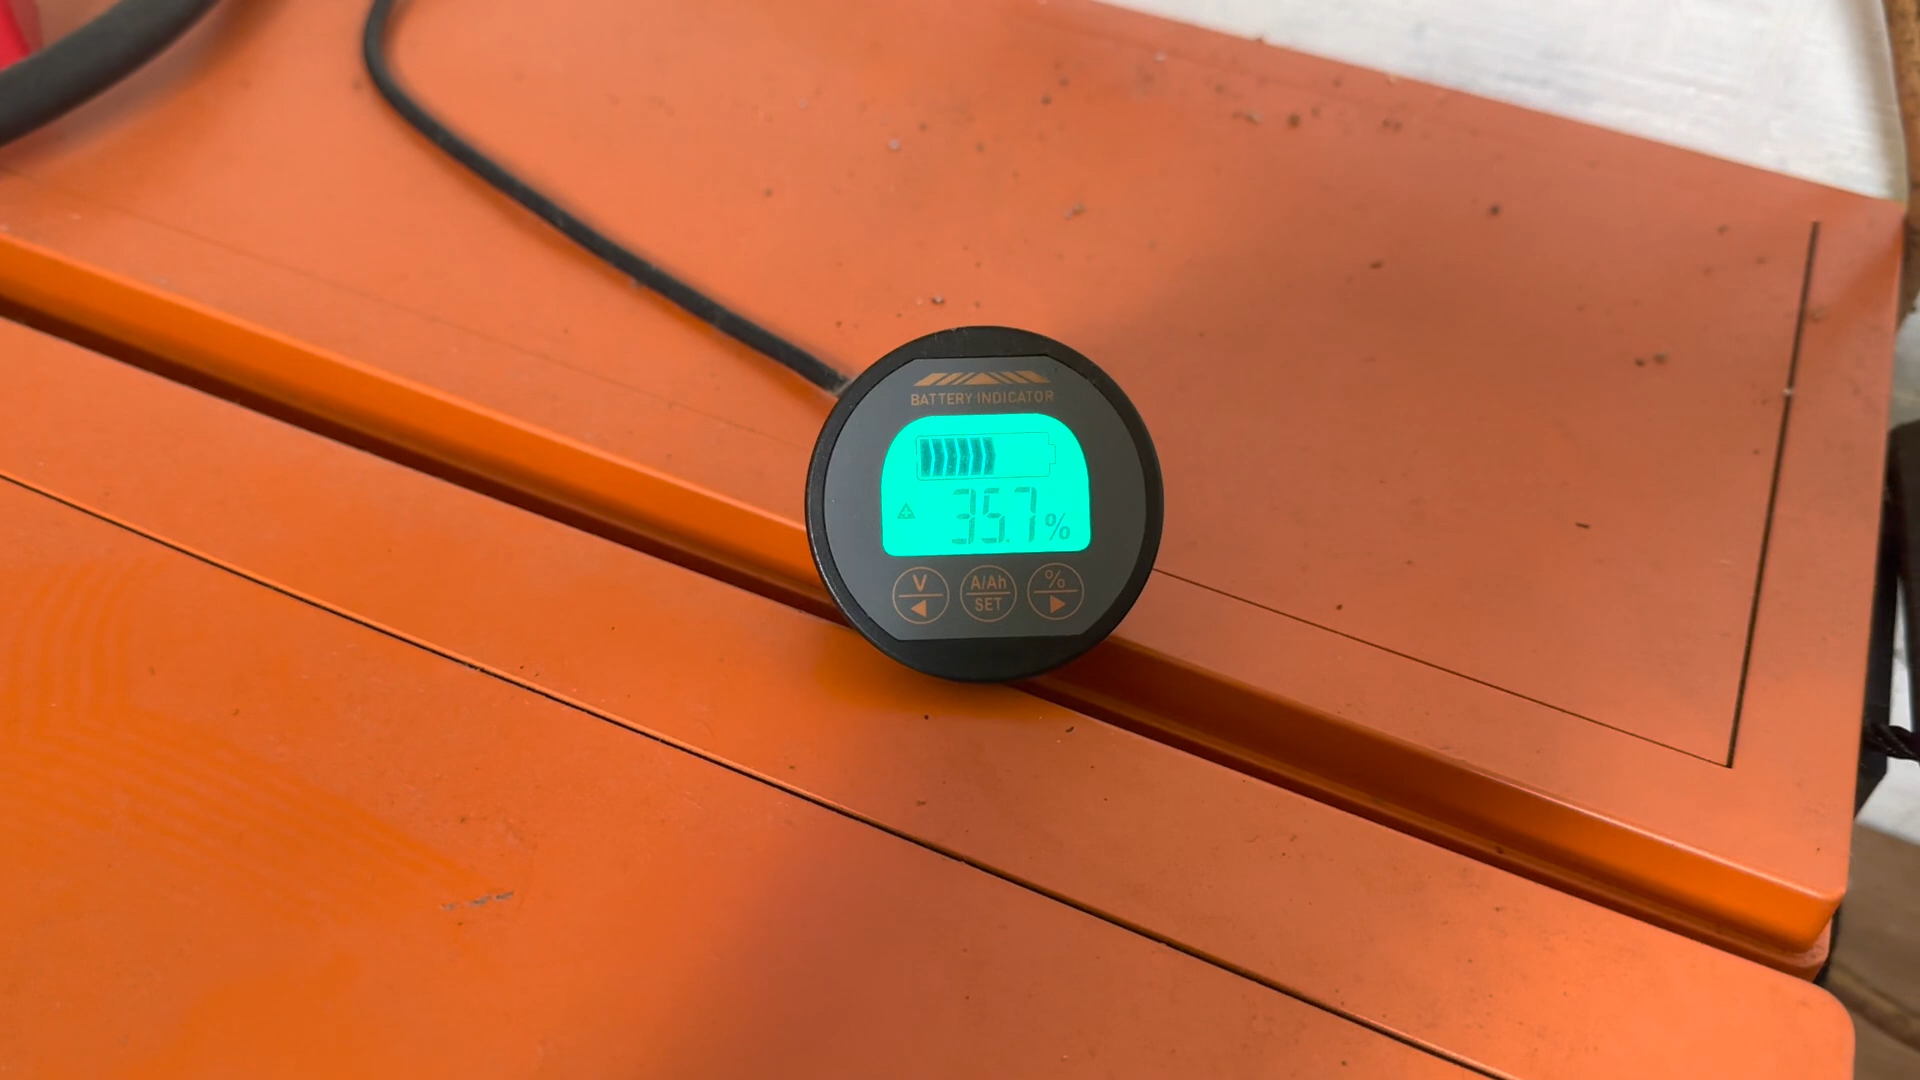 BATTERY INDICATOR
35.7%
V A/Ah %
SET